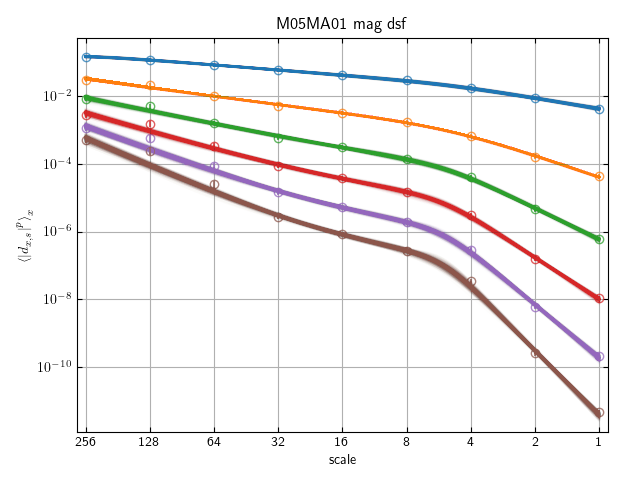 M05MA01 mag dsf
⟨|d_{x,s}|^p⟩_x
10^{-2}
10^{-4}
10^{-6}
10^{-8}
10^{-10}
256 128 64 32 16 8 4 2 1
scale